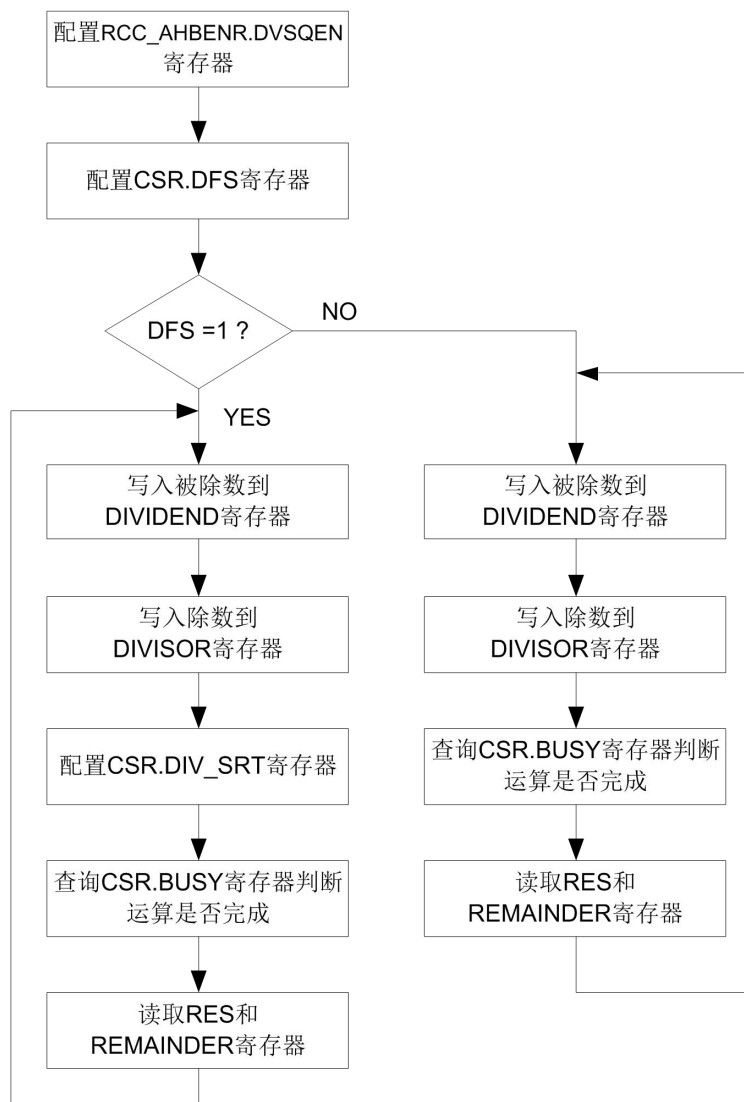 配置RCC_AHBENR.DVSQEN
寄存器
配置CSR.DFS寄存器
DFS =1 ?
NO
YES
写入被除数到
DIVIDEND寄存器
写入除数到
DIVISOR寄存器
配置CSR.DIV_SRT寄存器
查询CSR.BUSY寄存器判断
运算是否完成
读取RES和
REMAINDER寄存器
写入被除数到
DIVIDEND寄存器
写入除数到
DIVISOR寄存器
查询CSR.BUSY寄存器判断
运算是否完成
读取RES和
REMAINDER寄存器